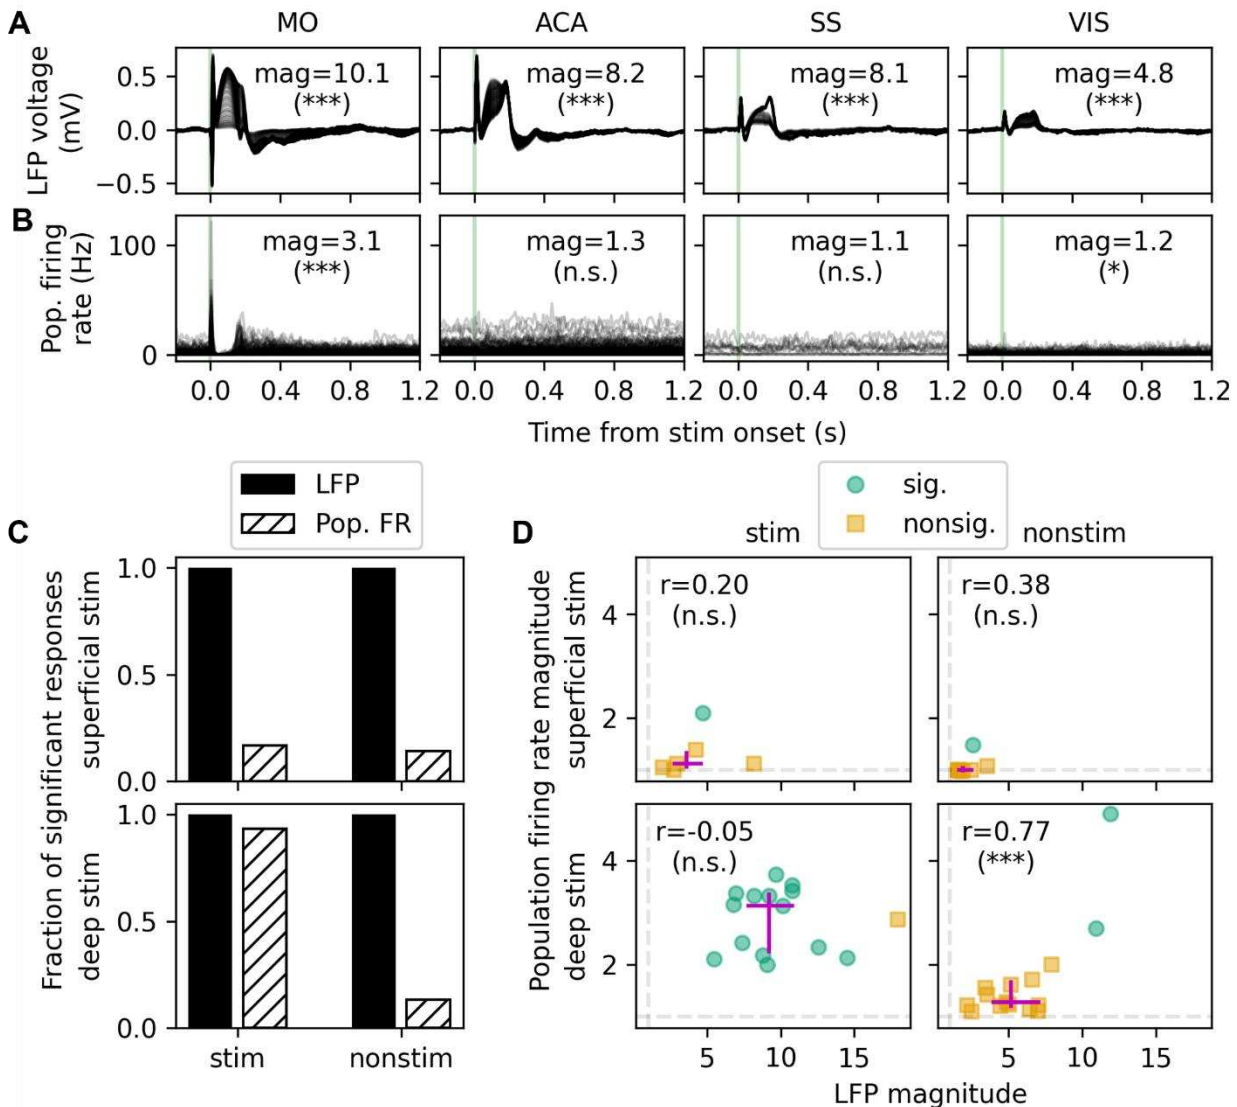 A
MO ACA SS VIS
LFP voltage
(mV)
0.5
0.0
−0.5
mag=10.1
(***)
mag=8.2
(***)
mag=8.1
(***)
mag=4.8
(***)
B
Pop. firing
rate (Hz)
100
0
mag=3.1
(***)
mag=1.3
(n.s.)
mag=1.1
(n.s.)
mag=1.2
(*)
0.0 0.4 0.8 1.2 0.0 0.4 0.8 1.2 0.0 0.4 0.8 1.2 0.0 0.4 0.8 1.2
Time from stim onset (s)
LFP
Pop. FR
C
Fraction of significant responses
superficial stim
deep stim
1.0
0.5
0.0
1.0
0.5
0.0
stim nonstim
sig.
nonsig.
D
stim nonstim
Population firing rate magnitude
superficial stim
deep stim
4
2
r=0.20
(n.s.)
r=0.38
(n.s.)
4
2
r=-0.05
(n.s.)
r=0.77
(***)
5 10 15 5 10 15
LFP magnitude